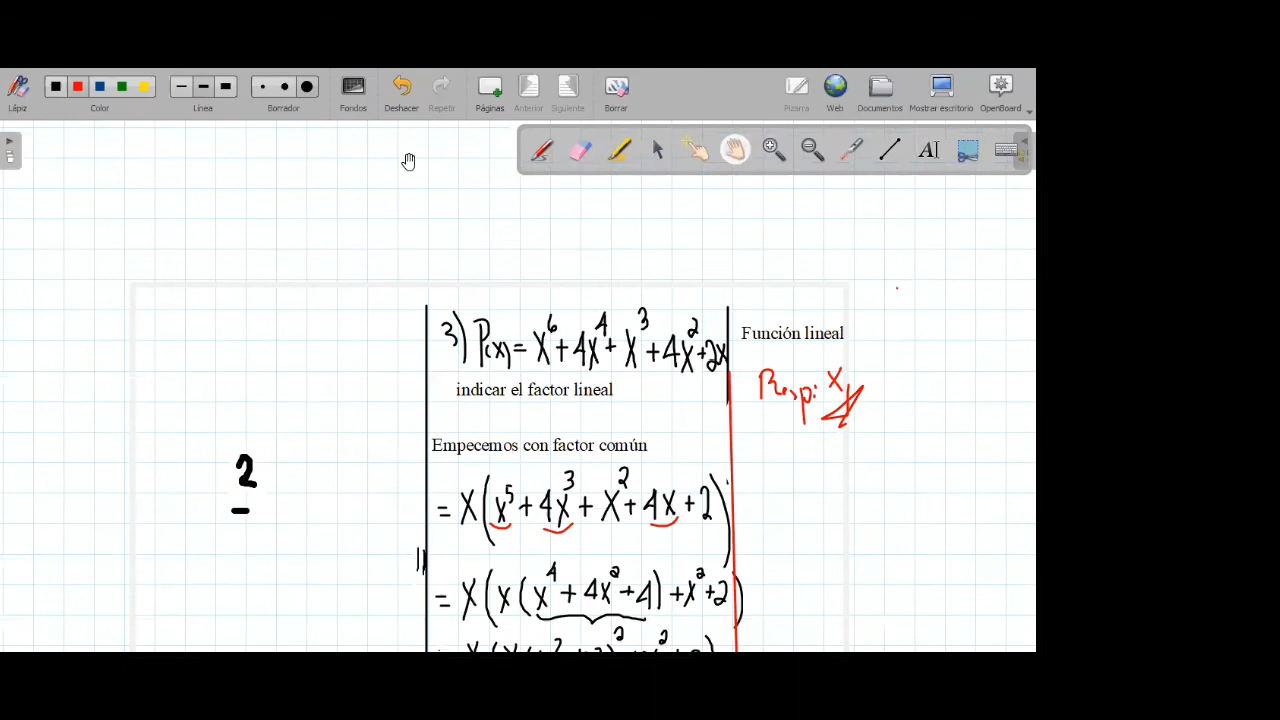 Lápiz Color Línea Borrador Fondos Deshacer Repetir Páginas Anterior Siguiente Borrar Pizarra Web Documentos Mostrar escritorio OpenBoard
AI
3) P(x) = x⁶ + 4x⁴ + x³ + 4x² + 2x
Función lineal
indicar el factor lineal
Resp: x
Empecemos con factor común
2
= x(x⁵ + 4x³ + x² + 4x + 2)
= x(x(x⁴ + 4x² + 4) + x² + 2)